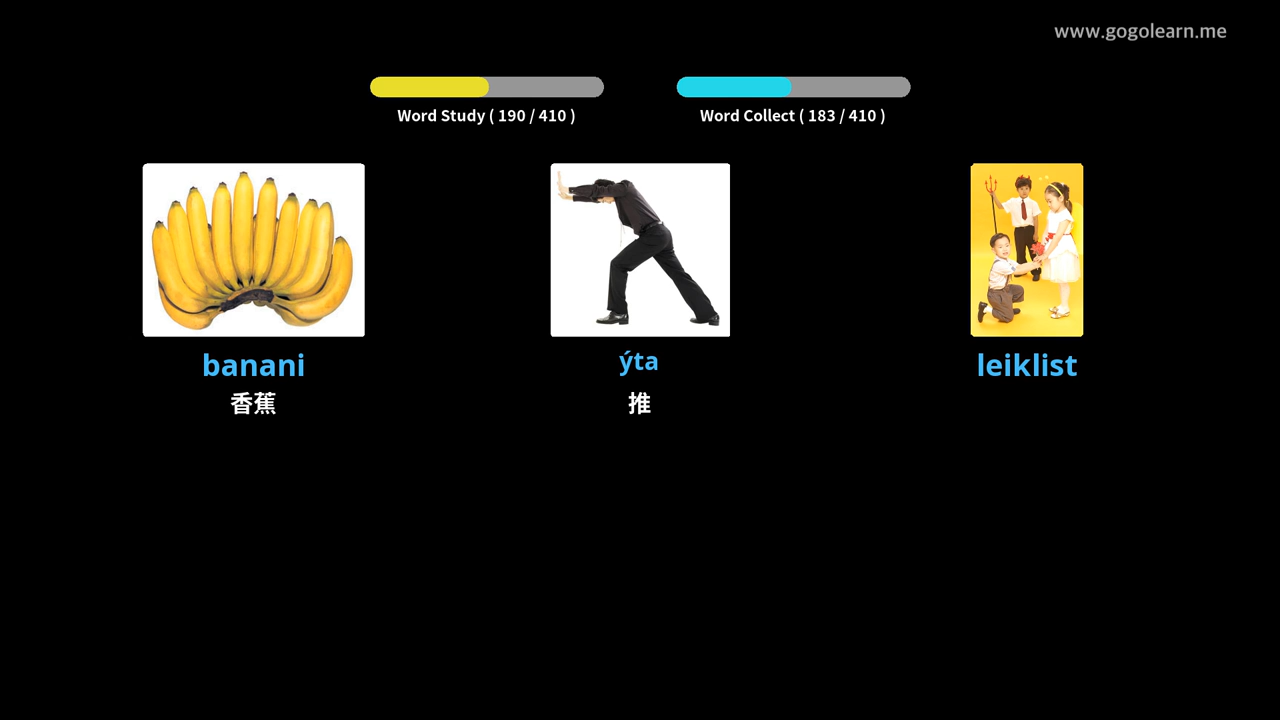 www.gogolearn.me
Word Study ( 190 / 410 )
Word Collect ( 183 / 410 )
banani
ýta
leiklist
香蕉
推